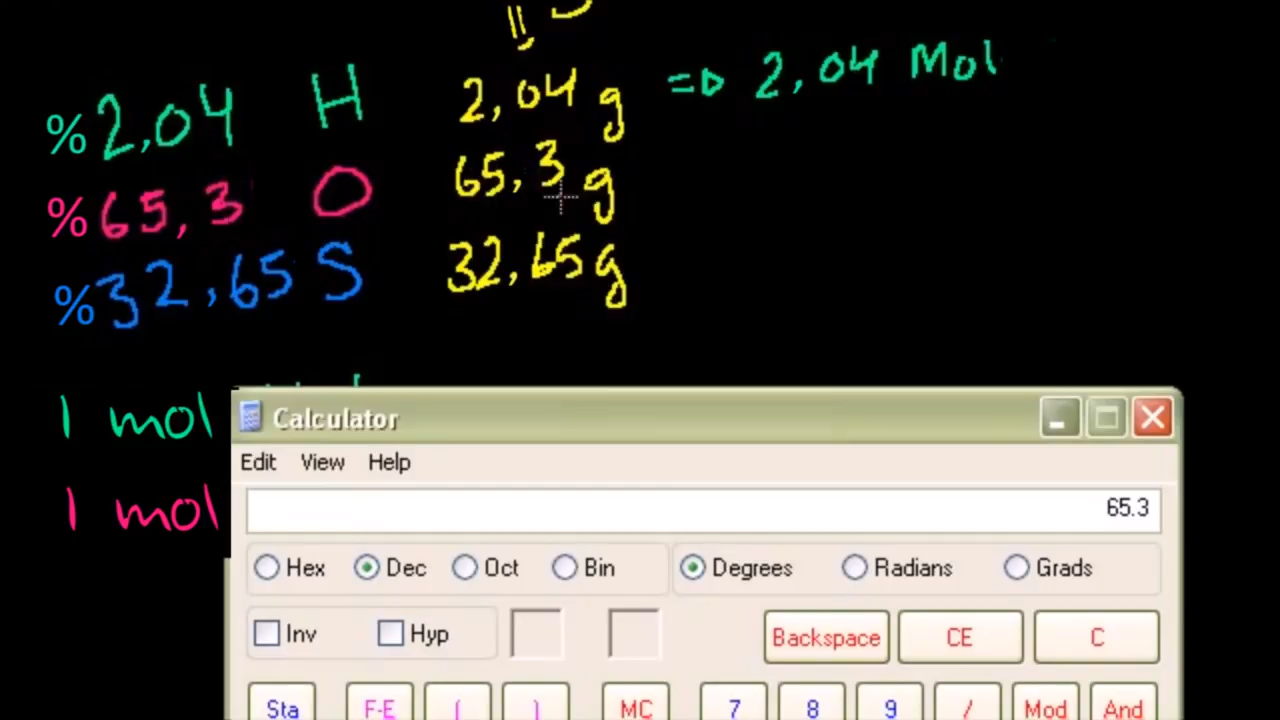 %2,04 H 2,04 g => 2,04 Mol
%65,3 O 65,3 g
%32,65 S 32,65 g
1 mol
1 mol
Calculator
Edit View Help
65.3
Hex Dec Oct Bin Degrees Radians Grads
Inv Hyp Backspace CE C
Sta F-E ( ) MC 7 8 9 / Mod And